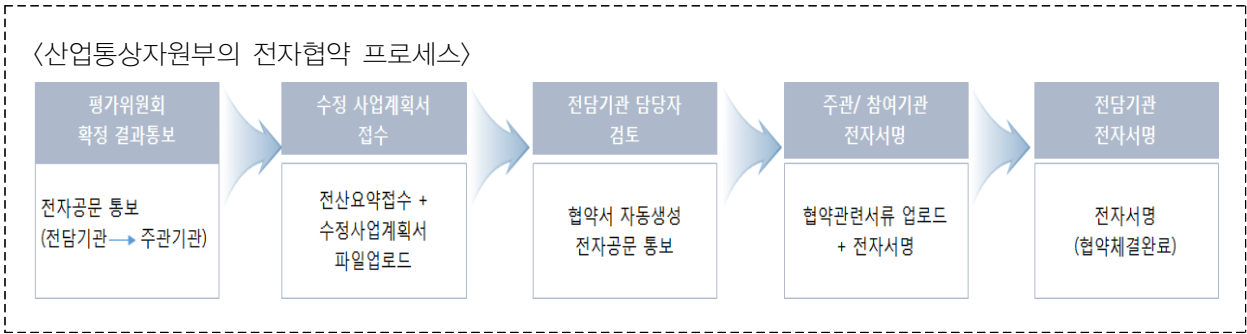 <산업통상자원부의 전자협약 프로세스>
평가위원회
확정 결과통보
수정 사업계획서
접수
전담기관 담당자
검토
주관/ 참여기관
전자서명
전담기관
전자서명
전자공문 통보
(전담기관→ 주관기관)
전산요약접수 +
수정사업계획서
파일업로드
협약서 자동생성
전자공문 통보
협약관련서류 업로드
+ 전자서명
전자서명
(협약체결완료)